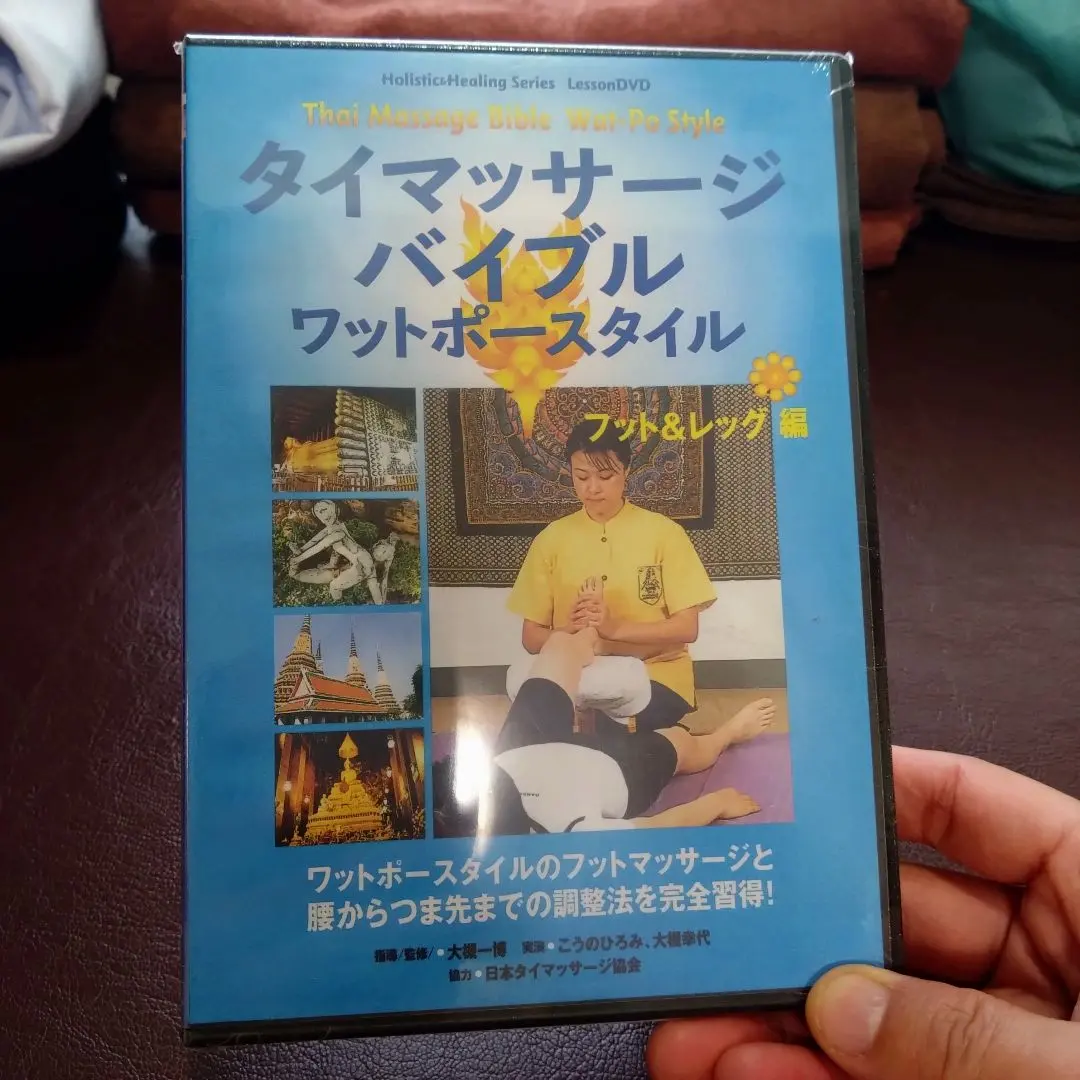 Holistic&Healing Series LessonDVD
Thai Massage Bible Wat-Po Style
タイマッサージ
バイブル
ワットポースタイル
フット&レッグ 編
ワットポースタイルのフットマッサージと
腰からつま先までの調整法を完全習得!
指導/監修/・大槻一博 実演・こうのひろみ、大槻幸代
協力・日本タイマッサージ協会